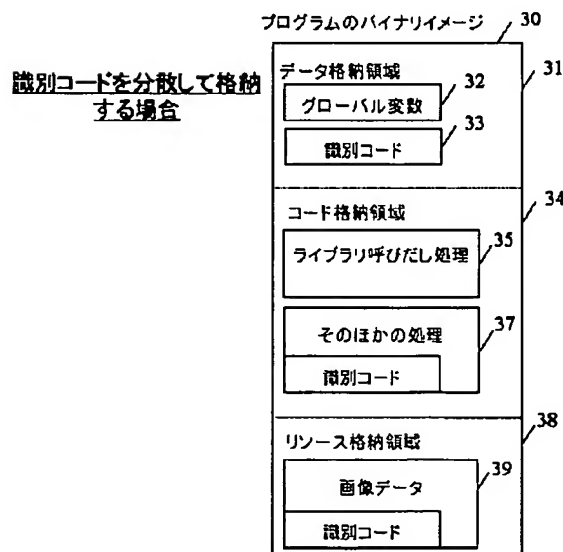 プログラムのバイナリイメージ 30
識別コードを分散して格納
する場合
データ格納領域 31
グローバル変数 32
識別コード 33
コード格納領域 34
ライブラリ呼びだし処理 35
そのほかの処理 37
識別コード
リソース格納領域 38
画像データ 39
識別コード